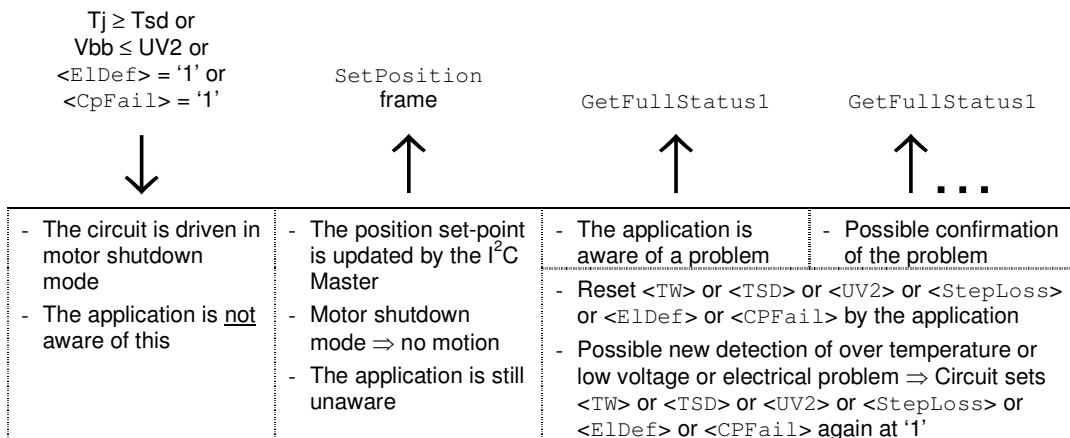 Tj ≥ Tsd or
Vbb ≤ UV2 or
<ElDef> = ‘1’ or
<CpFail> = ‘1’
SetPosition
frame
GetFullStatus1
GetFullStatus1
...
- The circuit is driven in
motor shutdown
mode
- The application is not
aware of this
- The position set-point
is updated by the I²C
Master
- Motor shutdown
mode ⇒ no motion
- The application is still
unaware
- The application is
aware of a problem
- Possible confirmation
of the problem
- Reset <TW> or <TSD> or <UV2> or <StepLoss>
or <ElDef> or <CPFail> by the application
- Possible new detection of over temperature or
low voltage or electrical problem ⇒ Circuit sets
<TW> or <TSD> or <UV2> or <StepLoss> or
<ElDef> or <CPFail> again at ‘1’